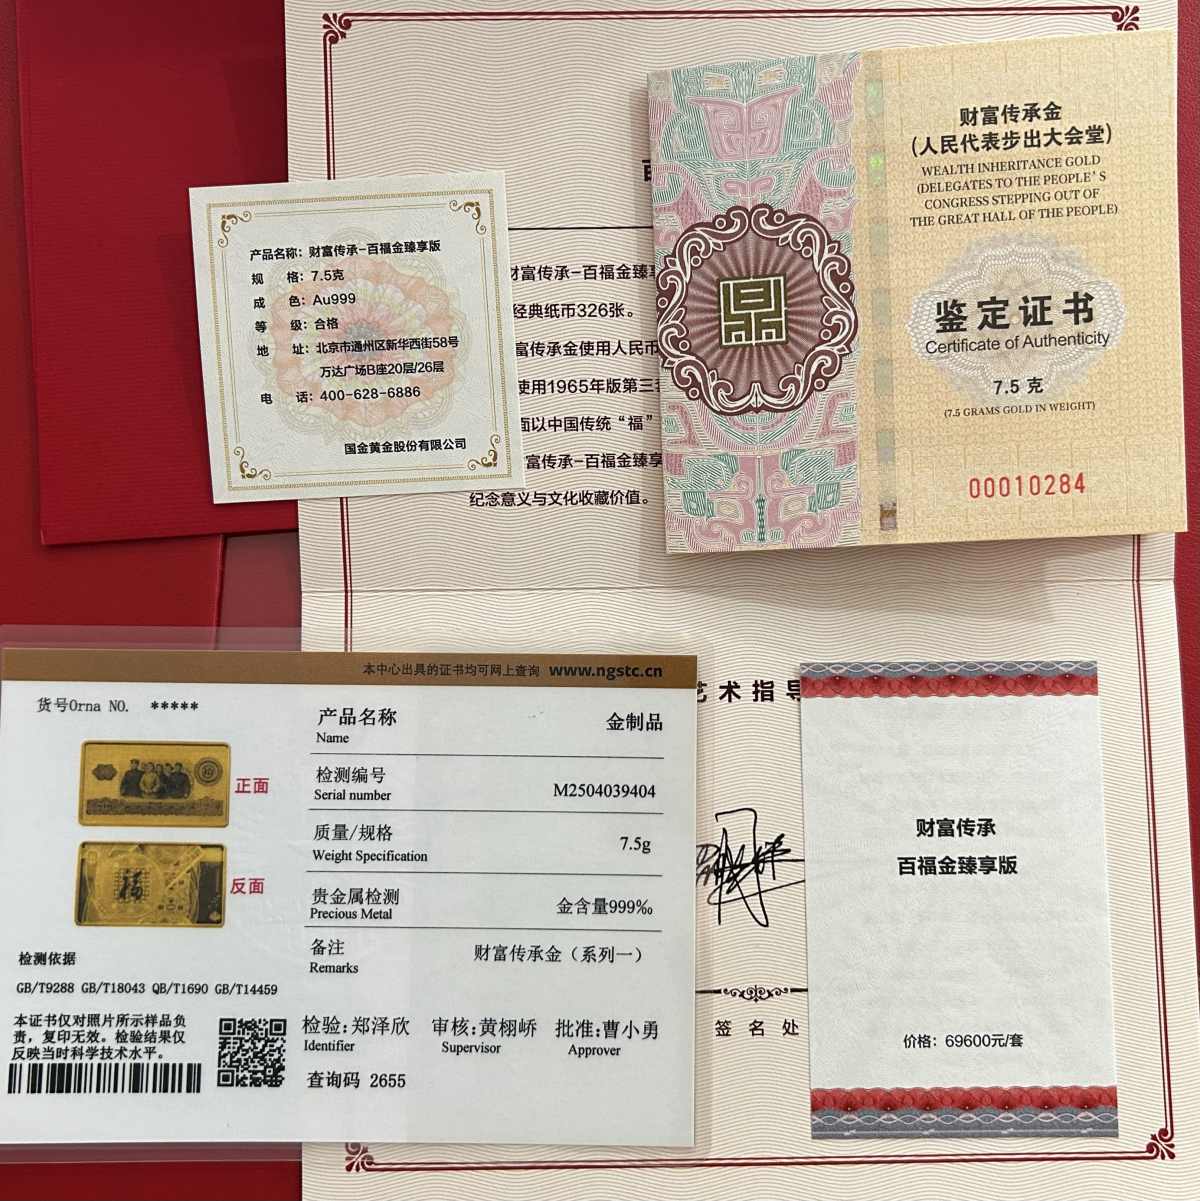 产品名称：财富传承-百福金臻享版
规 格：7.5克
成 色：Au999
等 级：合格
地 址：北京市通州区新华西街58号
万达广场B座20层/26层
电 话：400-628-6886
国金黄金股份有限公司
财富传承-百福金臻享
经典纸币326张。
富传承金使用人民币
使用1965年版第三
面以中国传统“福”
富传承-百福金臻享
纪念意义与文化收藏价值。
财富传承金
(人民代表步出大会堂)
WEALTH INHERITANCE GOLD
(DELEGATES TO THE PEOPLE'S
CONGRESS STEPPING OUT OF
THE GREAT HALL OF THE PEOPLE)
鉴定证书
Certificate of Authenticity
7.5 克
(7.5 GRAMS GOLD IN WEIGHT)
00010284
本中心出具的证书均可网上查询 www.ngstc.cn
货号Orna NO. *****
正面
福
反面
检测依据
GB/T9288 GB/T18043 QB/T1690 GB/T14459
本证书仅对照片所示样品负
责，复印无效。检验结果仅
反映当时科学技术水平。
产品名称 金制品
Name
检测编号
Serial number M2504039404
质量/规格
Weight Specification 7.5g
贵金属检测
Precious Metal 金含量999‰
备注 财富传承金（系列一）
Remarks
检验：郑泽欣 审核：黄栩峤 批准：曹小勇
Identifier Supervisor Approver
查询码 2655
艺术指导
签名处
财富传承
百福金臻享版
价格：69600元/套